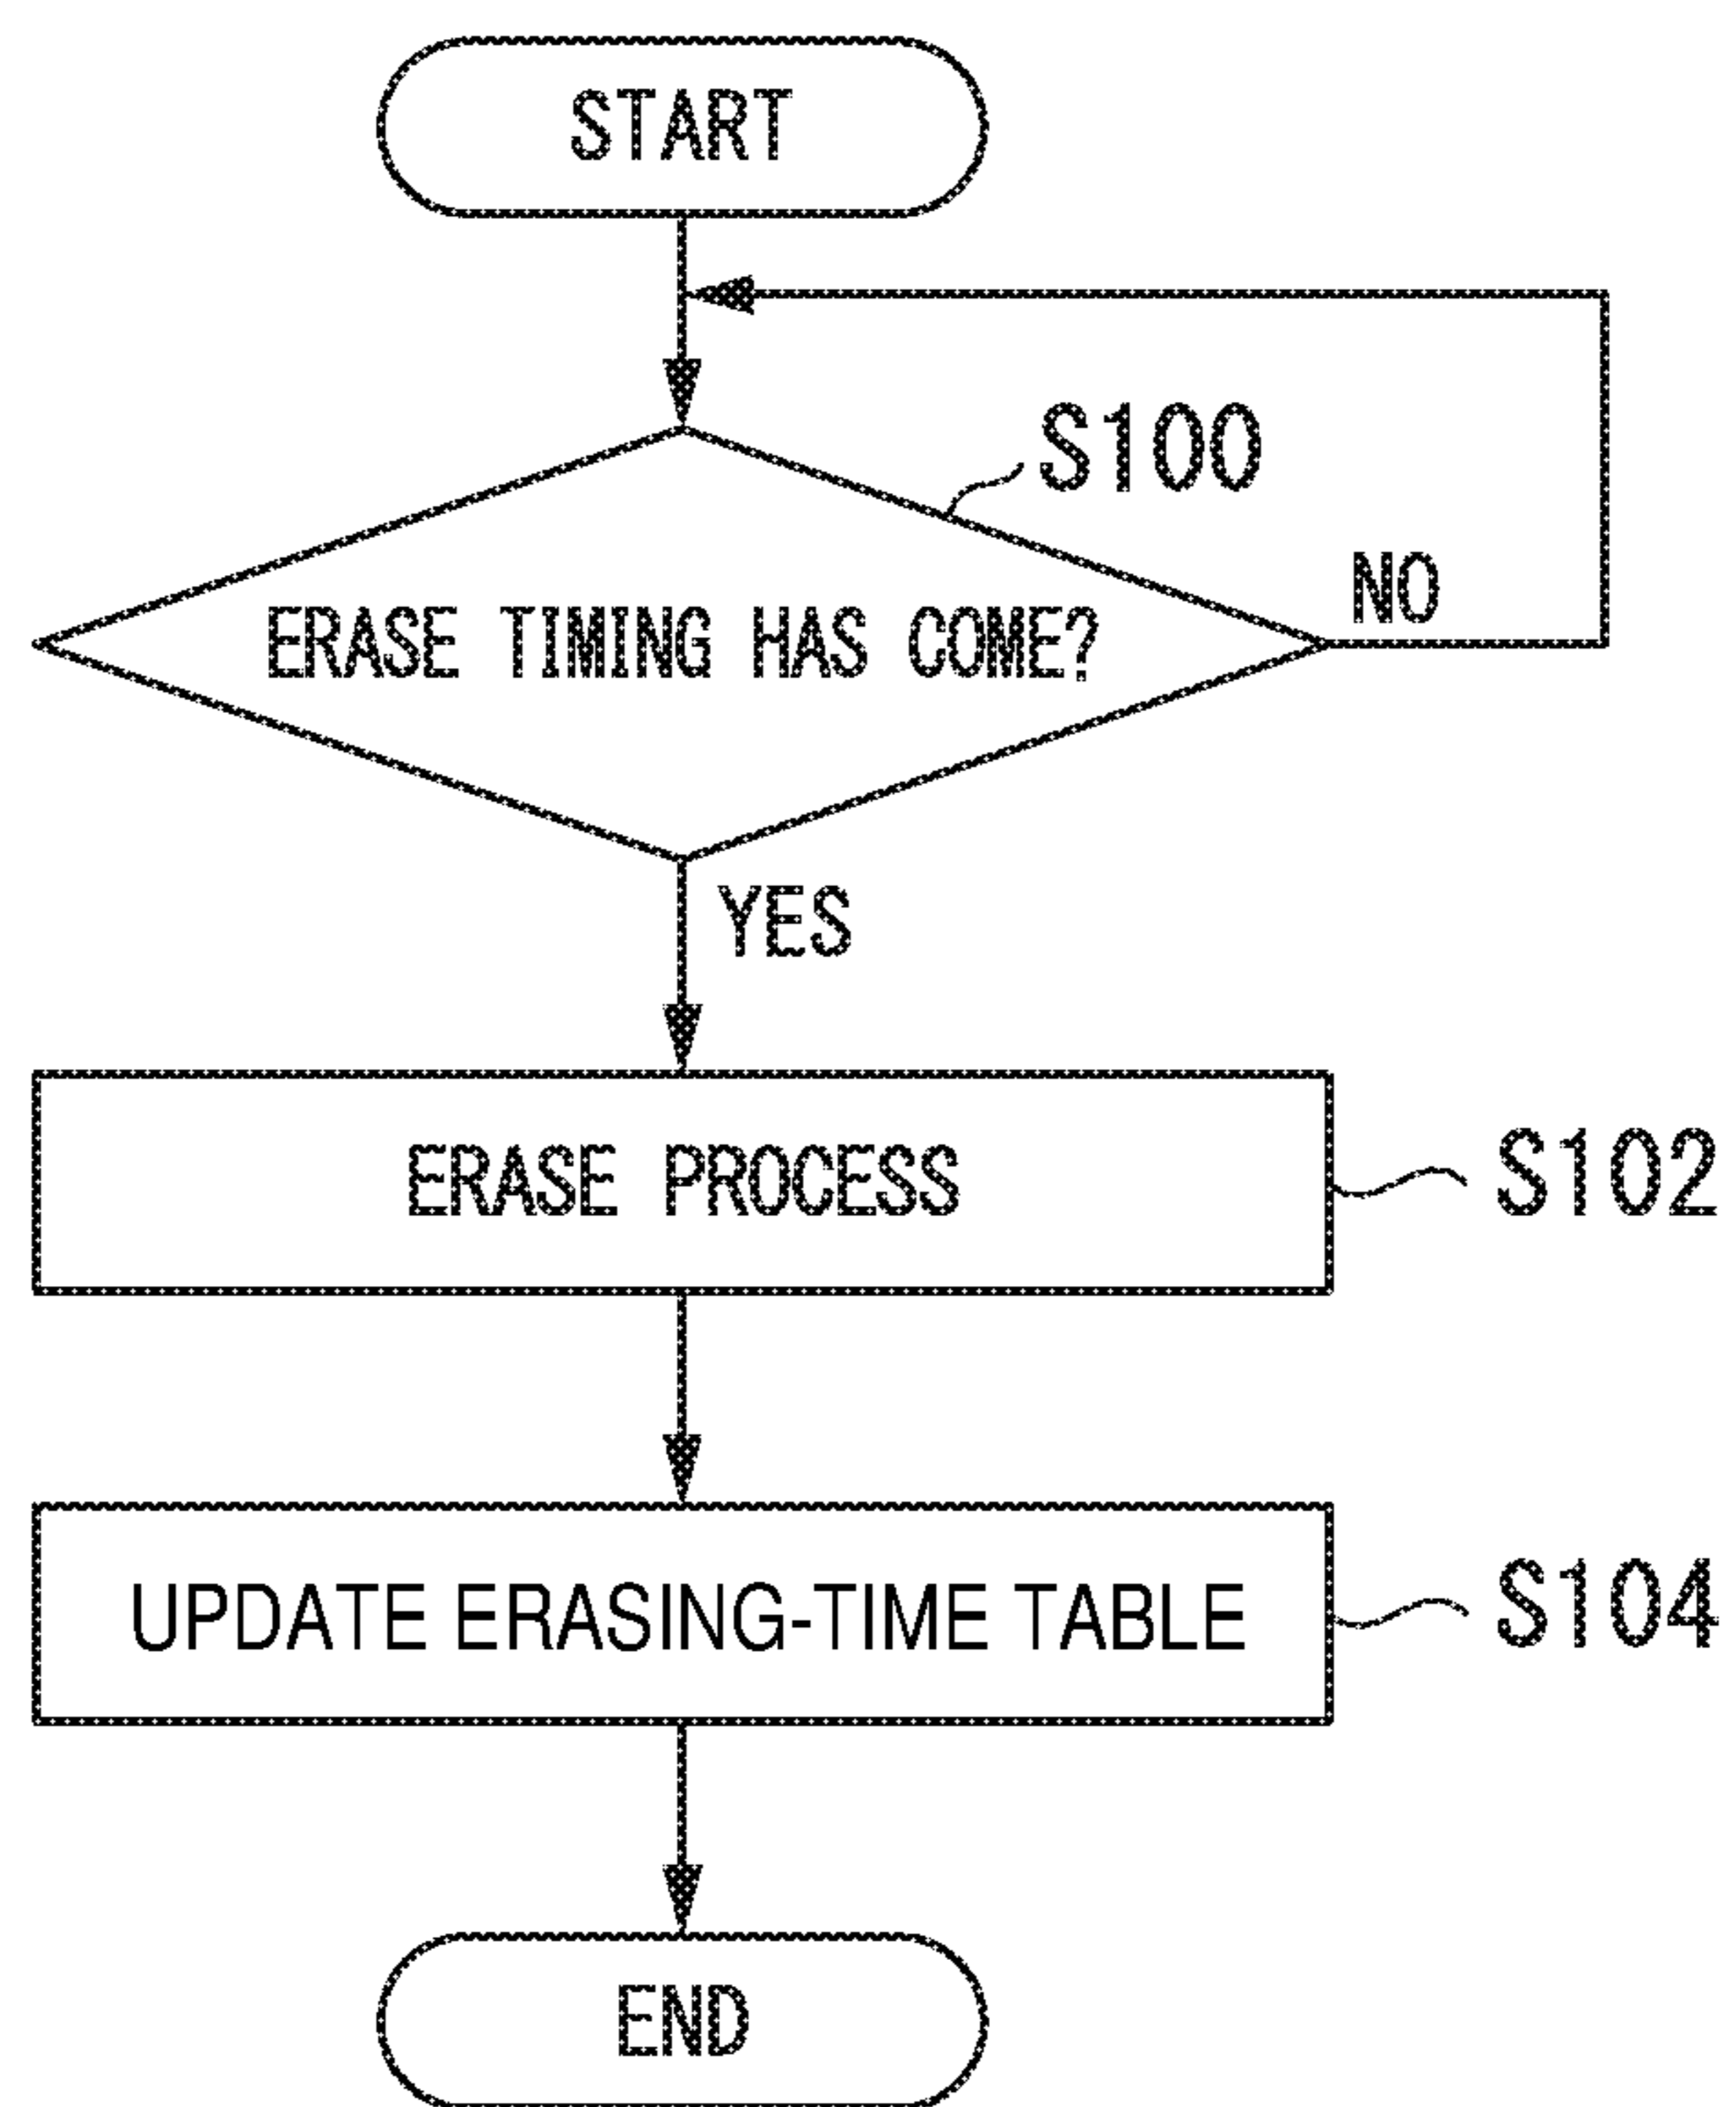 START
S100
ERASE TIMING HAS COME?
NO
YES
ERASE PROCESS
S102
UPDATE ERASING-TIME TABLE
S104
END